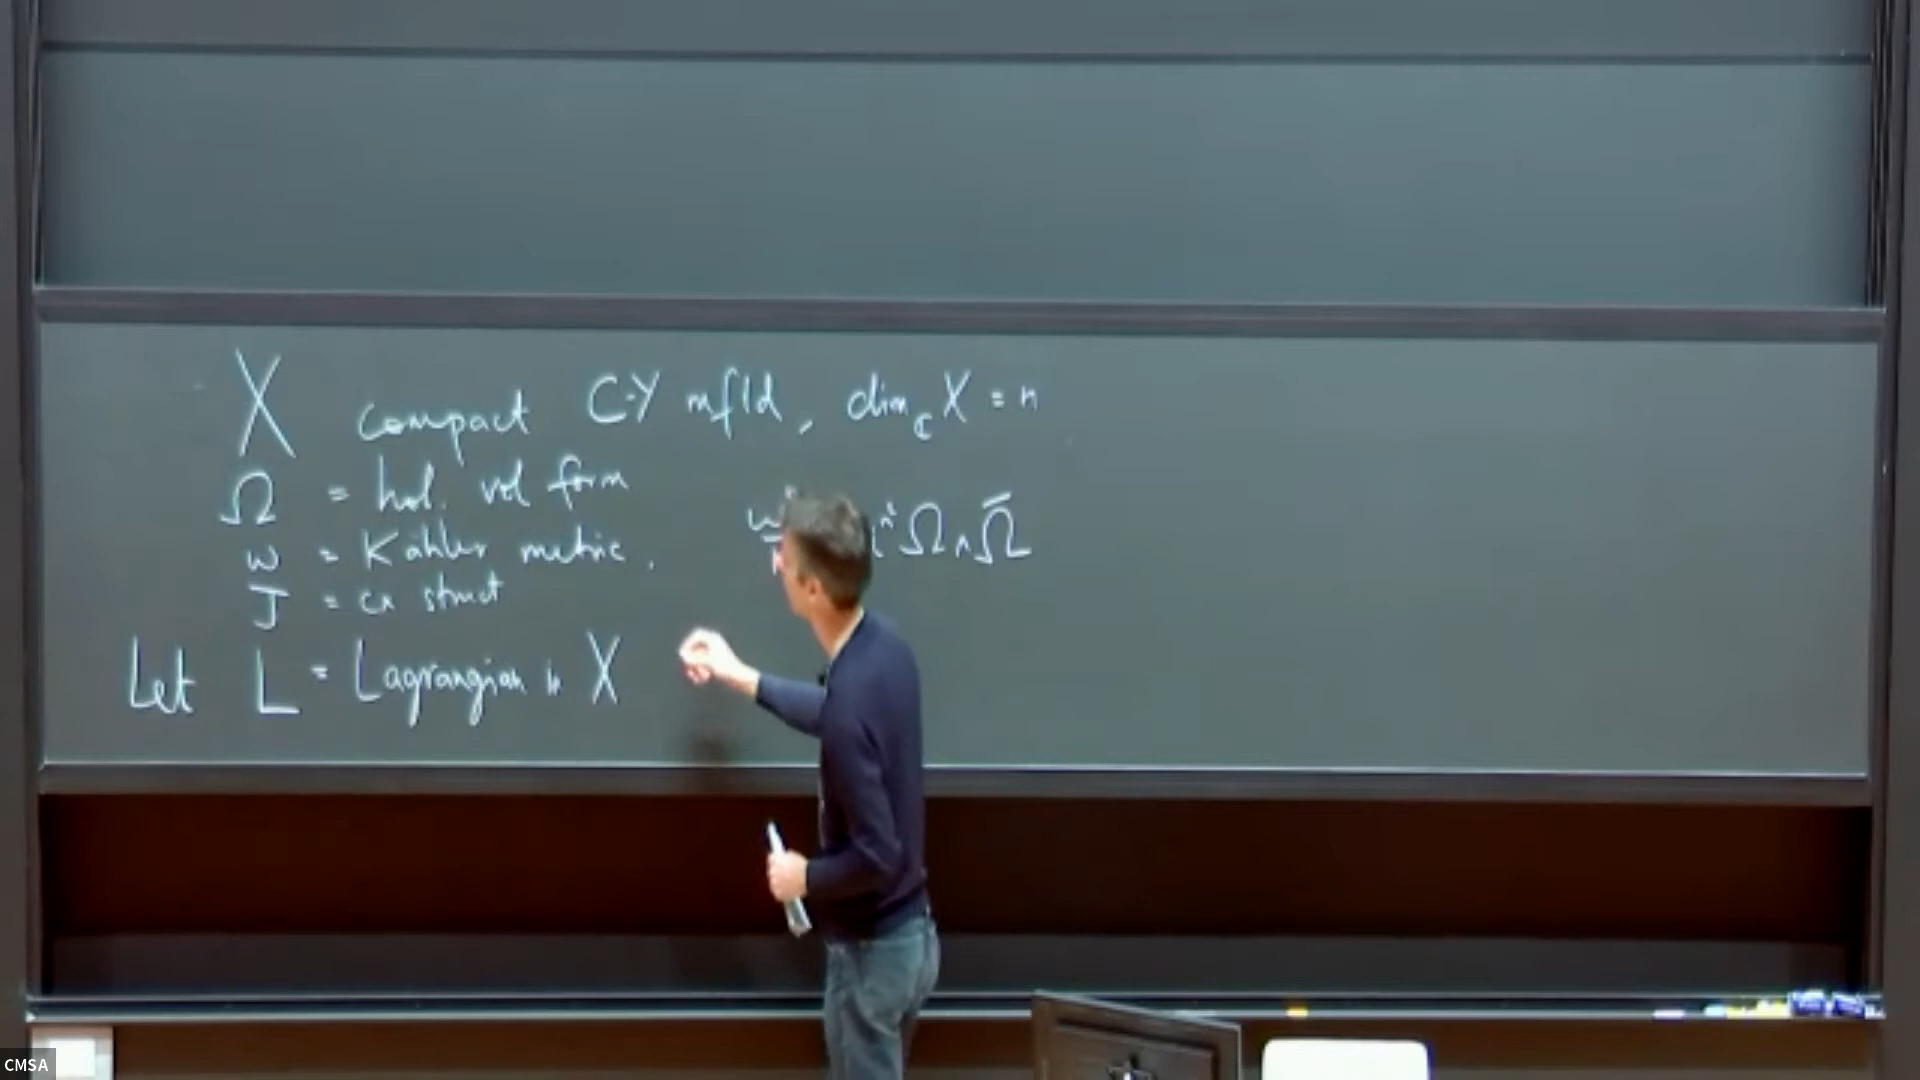 X compact C-Y mfld, dim_C X = n
Ω = hol. vol form
ω = Kähler metric. ω Ω ∧ Ω̄
J = cx struct
Let L = Lagrangian in X
CMSA